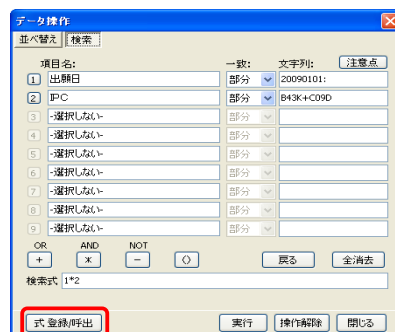 データ操作
並べ替え 検索
項目名: 一致: 文字列: 注意点
1 出願日 部分 20090101:
2 IPC 部分 B43K+C09D
3 -選択しない- 部分
4 -選択しない- 部分
5 -選択しない- 部分
6 -選択しない- 部分
7 -選択しない- 部分
8 -選択しない- 部分
9 -選択しない- 部分
OR AND NOT
+ * - () 戻る 全消去
検索式 1*2
式 登録/呼出 実行 操作解除 閉じる